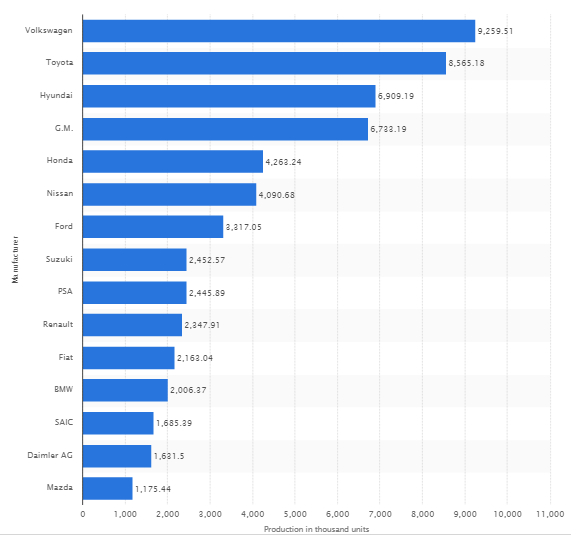 Manufacturer
Volkswagen 9,259.51
Toyota 8,565.18
Hyundai 6,909.19
G.M. 6,733.19
Honda 4,263.24
Nissan 4,090.68
Ford 3,317.05
Suzuki 2,452.57
PSA 2,445.89
Renault 2,347.91
Fiat 2,163.04
BMW 2,006.37
SAIC 1,685.39
Daimler AG 1,631.5
Mazda 1,175.44
0 1,000 2,000 3,000 4,000 5,000 6,000 7,000 8,000 9,000 10,000 11,000
Production in thousand units